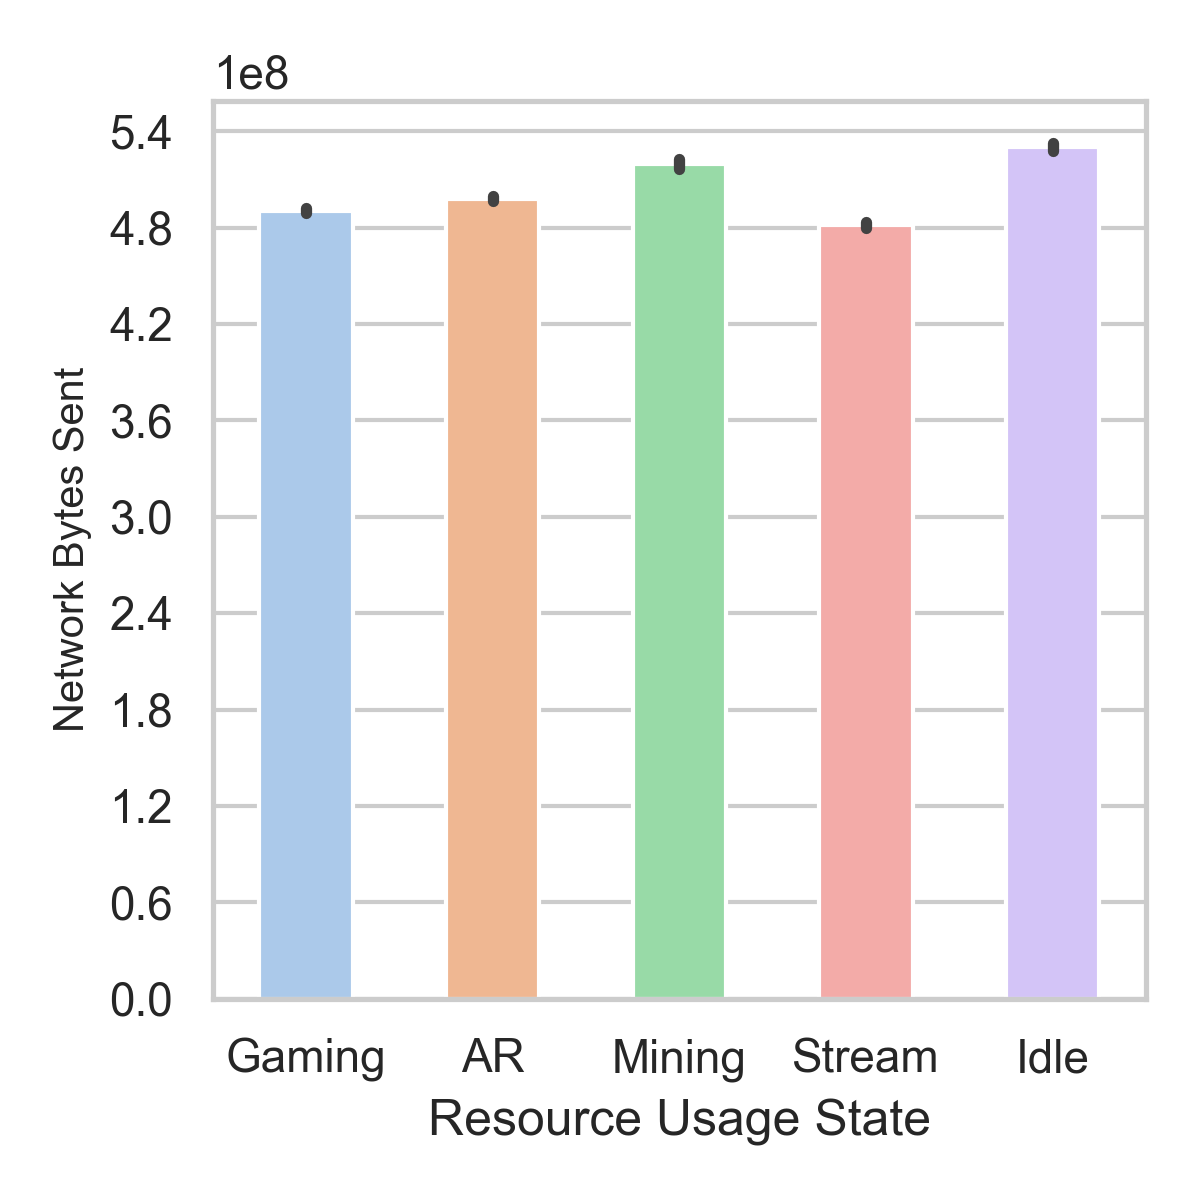 1e8
5.4
4.8
4.2
3.6
3.0
2.4
1.8
1.2
0.6
0.0
Network Bytes Sent
Gaming AR Mining Stream Idle
Resource Usage State